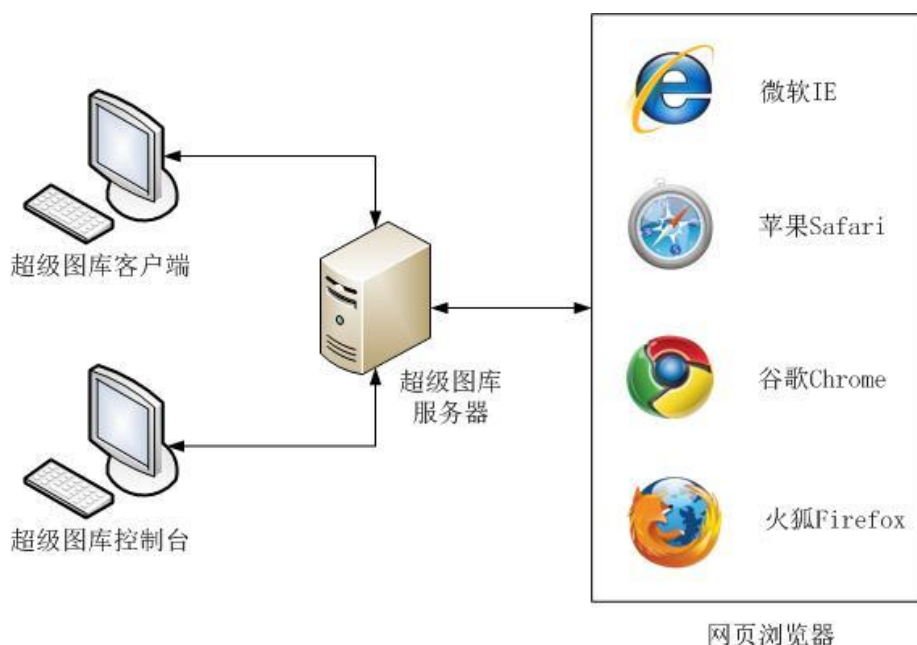 微软IE
苹果Safari
超级图库客户端
谷歌Chrome
超级图库
服务器
火狐Firefox
超级图库控制台
网页浏览器